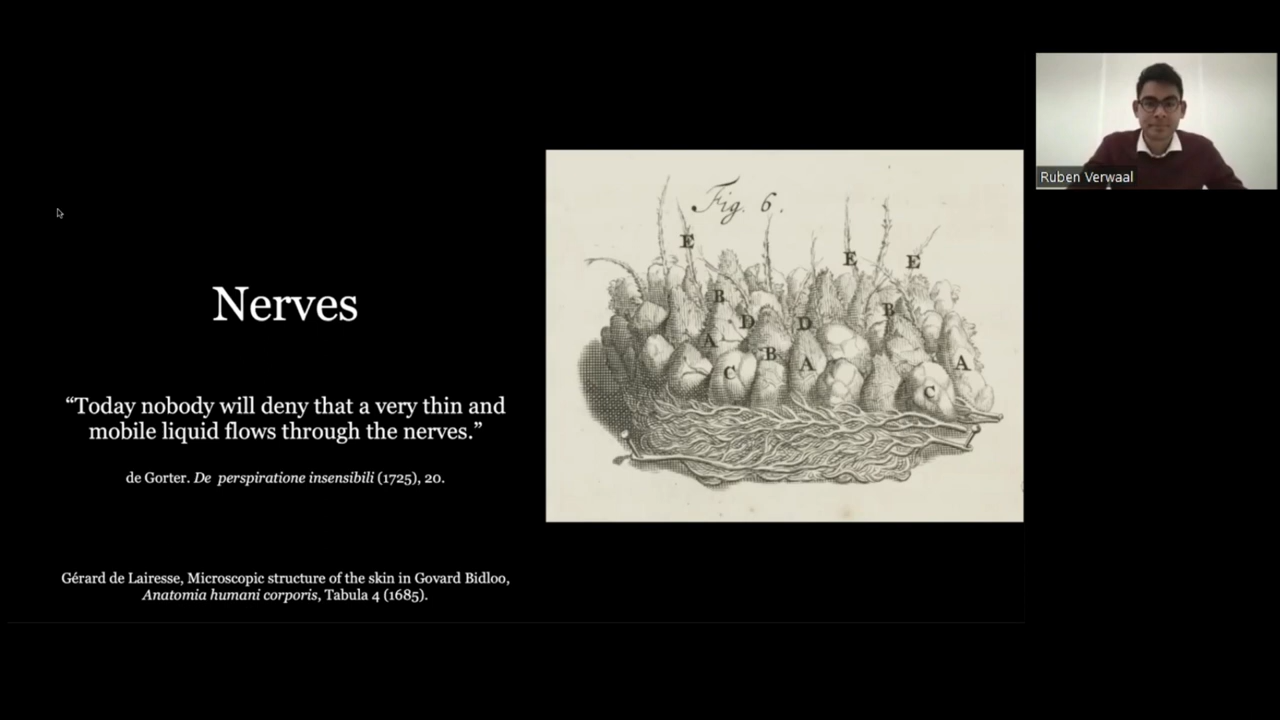 Nerves
“Today nobody will deny that a very thin and
mobile liquid flows through the nerves.”
de Gorter. De perspiratione insensibili (1725), 20.
Gérard de Lairesse, Microscopic structure of the skin in Govard Bidloo,
Anatomia humani corporis, Tabula 4 (1685).
Fig. 6.
E
E
E
B
B
D
D
A
B
A
A
C
C
Ruben Verwaal